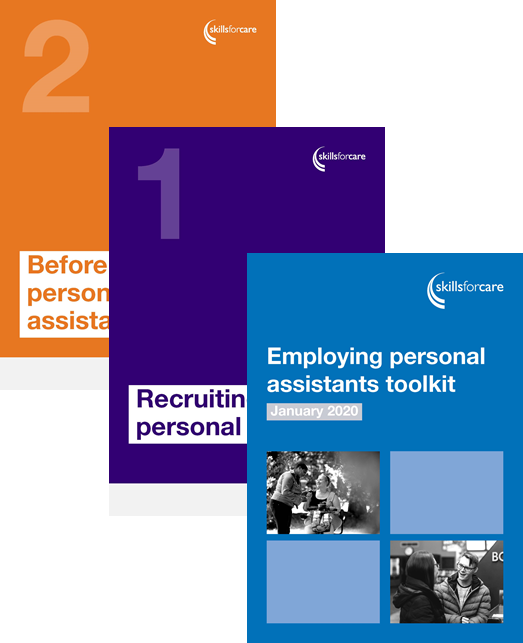 2
skillsforcare
Before
person
assista
1
skillsforcare
Recruitin
personal
skillsforcare
Employing personal
assistants toolkit
January 2020
BO